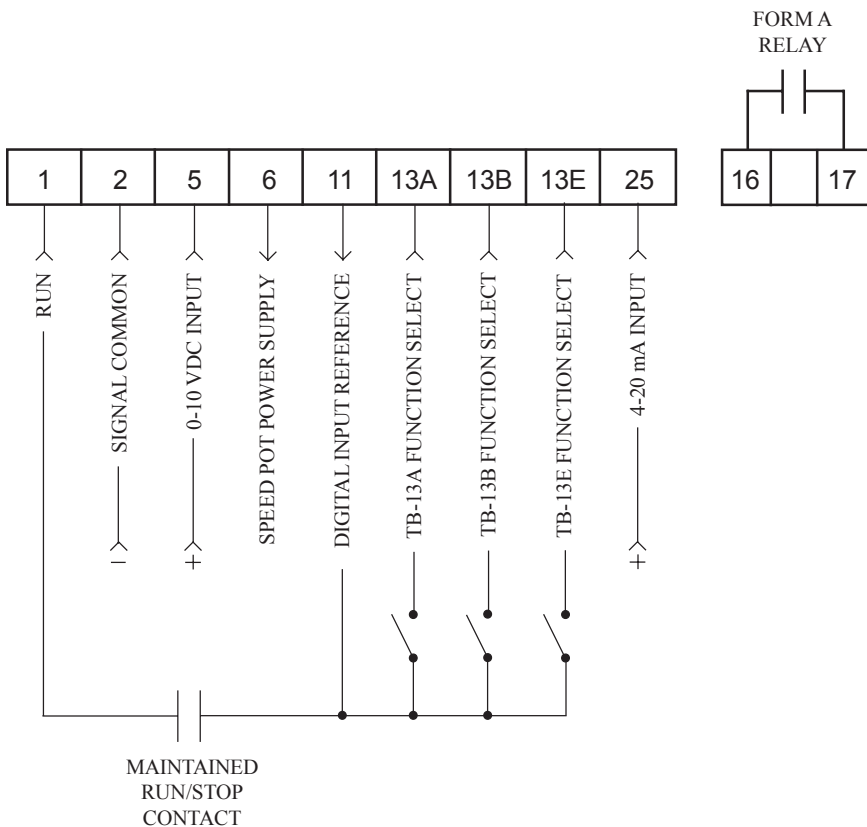 FORM A
RELAY
1 2 5 6 11 13A 13B 13E 25 16 17
RUN
SIGNAL COMMON
0-10 VDC INPUT
SPEED POT POWER SUPPLY
DIGITAL INPUT REFERENCE
TB-13A FUNCTION SELECT
TB-13B FUNCTION SELECT
TB-13E FUNCTION SELECT
4-20 mA INPUT
− + +
MAINTAINED
RUN/STOP
CONTACT